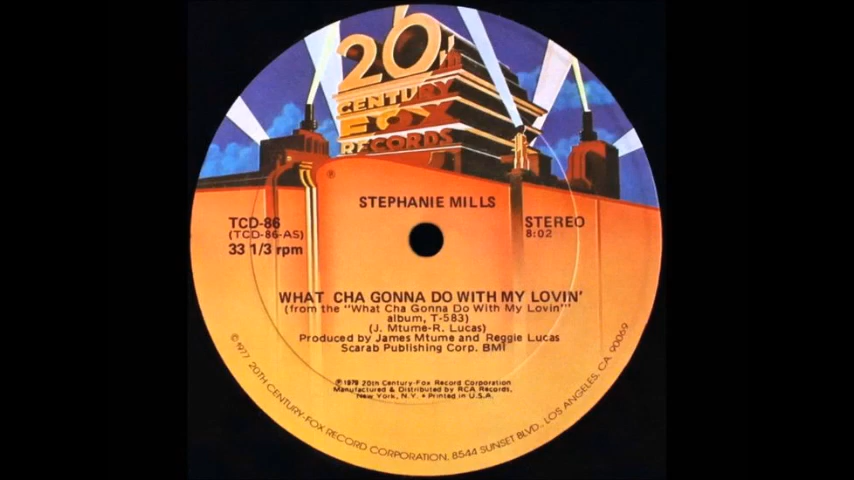 20th
CENTURY
FOX
RECORDS
®
STEPHANIE MILLS
TCD-86
(TCD-86-AS)
33 1/3 rpm
STEREO
8:02
WHAT CHA GONNA DO WITH MY LOVIN'
(from the "What Cha Gonna Do With My Lovin'"
album, T-583)
(J. Mtume-R. Lucas)
Produced by James Mtume and Reggie Lucas
Scarab Publishing Corp. BMI
℗1979 20th Century-Fox Record Corporation
Manufactured & Distributed by RCA Records,
New York, N.Y. • Printed in U.S.A.
©1977 20TH CENTURY-FOX RECORD CORPORATION, 8544 SUNSET BLVD., LOS ANGELES, CA. 90069